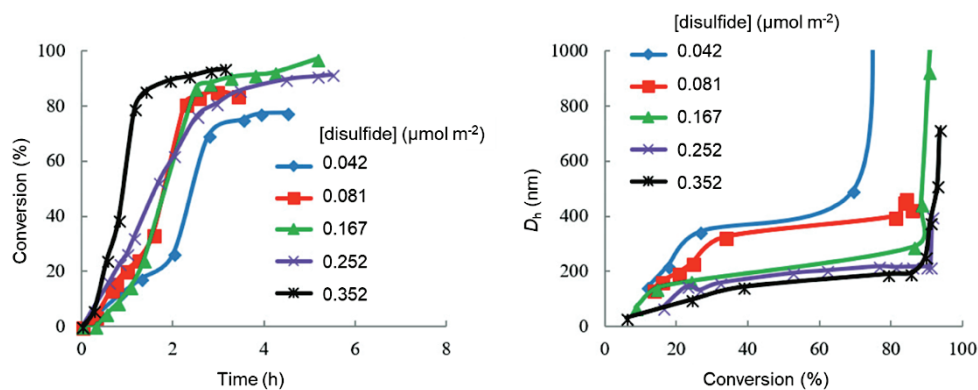 100
80
60
40
20
0
Conversion (%)
0 2 4 6 8
Time (h)
[disulfide] (µmol m⁻²)
0.042
0.081
0.167
0.252
0.352
[disulfide] (µmol m⁻²)
0.042
0.081
0.167
0.252
0.352
1000
800
600
400
200
0
Dh (nm)
0 20 40 60 80 100
Conversion (%)